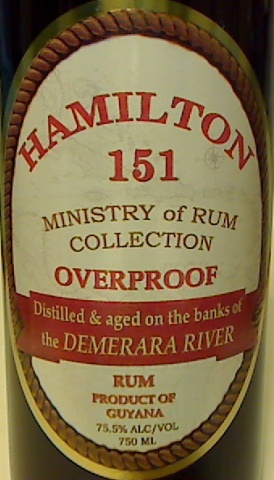 HAMILTON
151
MINISTRY of RUM
COLLECTION
OVERPROOF
Distilled & aged on the banks of
the DEMERARA RIVER
RUM
PRODUCT OF
GUYANA
75.5% ALC/VOL
750 ML